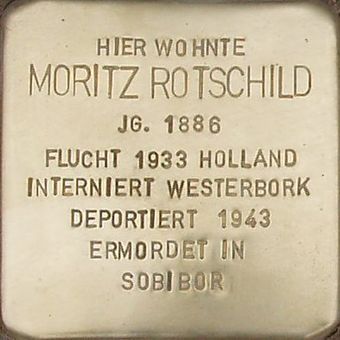 HIER WOHNTE
MORITZ ROTSCHILD
JG. 1886
FLUCHT 1933 HOLLAND
INTERNIERT WESTERBORK
DEPORTIERT 1943
ERMORDET IN
SOBIBOR